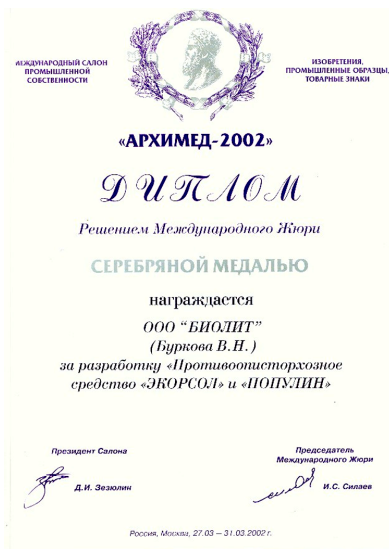 МЕЖДУНАРОДНЫЙ САЛОН
ПРОМЫШЛЕННОЙ
СОБСТВЕННОСТИ
ИЗОБРЕТЕНИЯ,
ПРОМЫШЛЕННЫЕ ОБРАЗЦЫ,
ТОВАРНЫЕ ЗНАКИ
«АРХИМЕД-2002»
ДИПЛОМ
Решением Международного Жюри
СЕРЕБРЯНОЙ МЕДАЛЬЮ
награждается
ООО “БИОЛИТ”
(Буркова В.Н.)
за разработку «Противоописторхозное
средство «ЭКОРСОЛ» и «ПОПУЛИН»
Президент Салона
Д.И. Зезюлин
Председатель
Международного Жюри
И.С. Силаев
Россия, Москва, 27.03 – 31.03.2002 г.